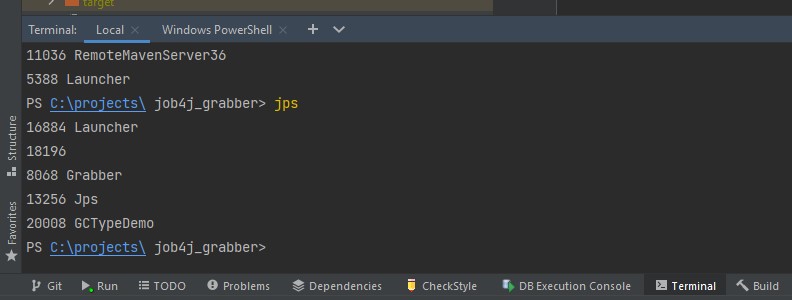 target
Terminal: Local × Windows PowerShell × +
11036 RemoteMavenServer36
5388 Launcher
PS C:\projects\ job4j_grabber> jps
16884 Launcher
18196
8068 Grabber
13256 Jps
20008 GCTypeDemo
PS C:\projects\ job4j_grabber>
Structure
Favorites
Git Run TODO Problems Dependencies CheckStyle DB Execution Console Terminal Build